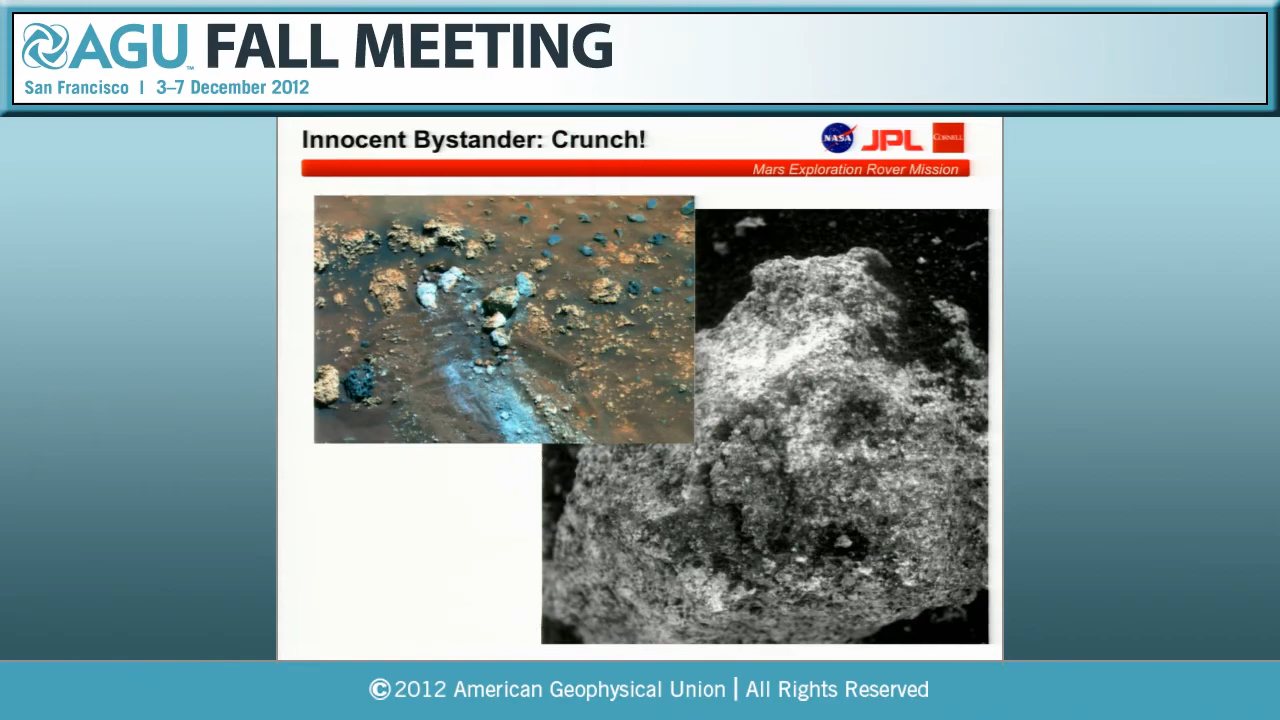 AGU™ FALL MEETING
San Francisco | 3–7 December 2012
Innocent Bystander: Crunch!
NASA JPL CORNELL
Mars Exploration Rover Mission
©2012 American Geophysical Union | All Rights Reserved